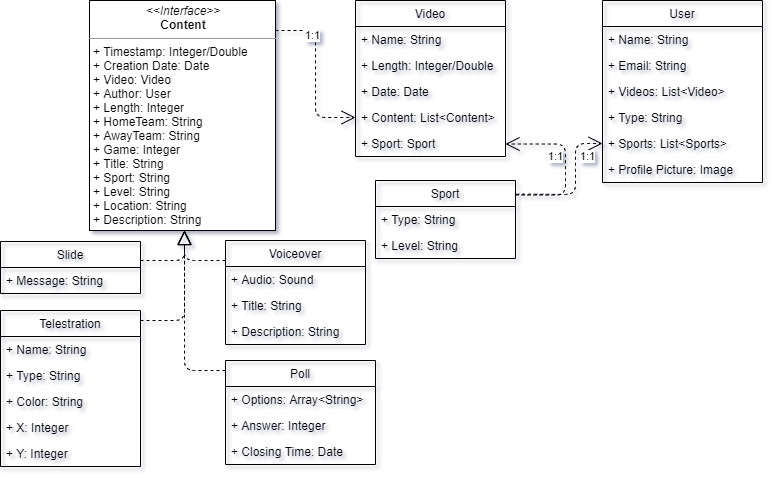 <<Interface>>
Content
+ Timestamp: Integer/Double
+ Creation Date: Date
+ Video: Video
+ Author: User
+ Length: Integer
+ HomeTeam: String
+ AwayTeam: String
+ Game: Integer
+ Title: String
+ Sport: String
+ Level: String
+ Location: String
+ Description: String
1:1
Video
+ Name: String
+ Length: Integer/Double
+ Date: Date
+ Content: List<Content>
+ Sport: Sport
User
+ Name: String
+ Email: String
+ Videos: List<Video>
+ Type: String
+ Sports: List<Sports>
+ Profile Picture: Image
1:1
1:1
Sport
+ Type: String
+ Level: String
Slide
+ Message: String
Voiceover
+ Audio: Sound
+ Title: String
+ Description: String
Telestration
+ Name: String
+ Type: String
+ Color: String
+ X: Integer
+ Y: Integer
Poll
+ Options: Array<String>
+ Answer: Integer
+ Closing Time: Date